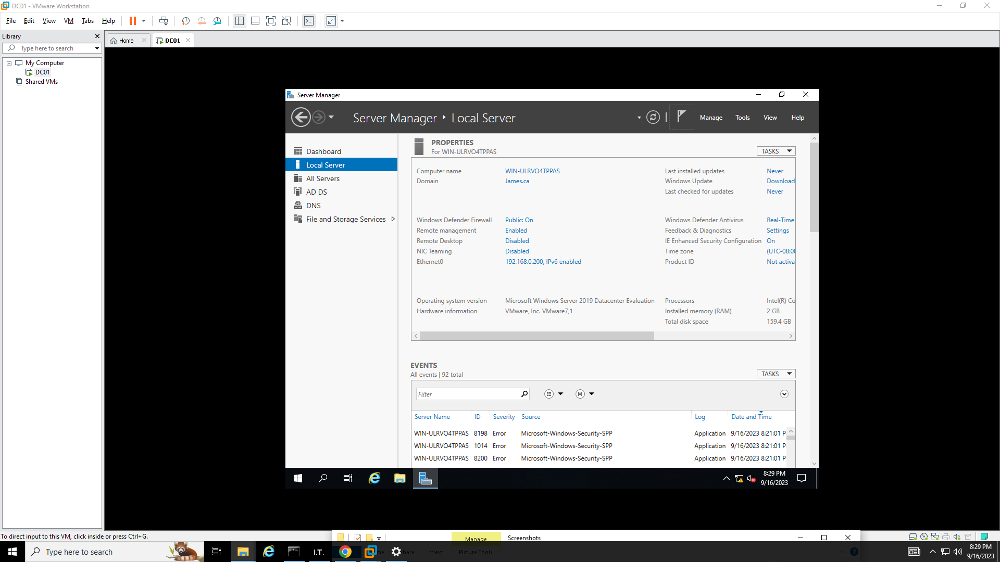 DC01 - VMware Workstation
File Edit View VM Tabs Help
Library
Type here to search
My Computer
DC01
Shared VMs
Home
DC01
Server Manager
Server Manager Local Server
Manage Tools View Help
Dashboard
Local Server
All Servers
AD DS
DNS
File and Storage Services
PROPERTIES
For WIN-ULRVO4TPPAS
TASKS
Computer name WIN-ULRVO4TPPAS
Domain James.ca
Last installed updates Never
Windows Update Download
Last checked for updates Never
Windows Defender Firewall Public: On
Remote management Enabled
Remote Desktop Disabled
NIC Teaming Disabled
Ethernet0 192.168.0.200, IPv6 enabled
Windows Defender Antivirus Real-Time
Feedback & Diagnostics Settings
IE Enhanced Security Configuration On
Time zone (UTC-08:00
Product ID Not activa
Operating system version Microsoft Windows Server 2019 Datacenter Evaluation
Hardware information VMware, Inc. VMware7,1
Processors Intel(R) Co
Installed memory (RAM) 2 GB
Total disk space 159.4 GB
EVENTS
All events | 92 total
TASKS
Filter
Server Name ID Severity Source Log Date and Time
WIN-ULRVO4TPPAS 8198 Error Microsoft-Windows-Security-SPP Application 9/16/2023 8:21:01 P
WIN-ULRVO4TPPAS 1014 Error Microsoft-Windows-Security-SPP Application 9/16/2023 8:21:01 P
WIN-ULRVO4TPPAS 8200 Error Microsoft-Windows-Security-SPP Application 9/16/2023 8:21:01 P
8:29 PM
9/16/2023
To direct input to this VM, click inside or press Ctrl+G.
Manage Screenshots
View Picture Tools
Type here to search
I.T.
8:29 PM
9/16/2023